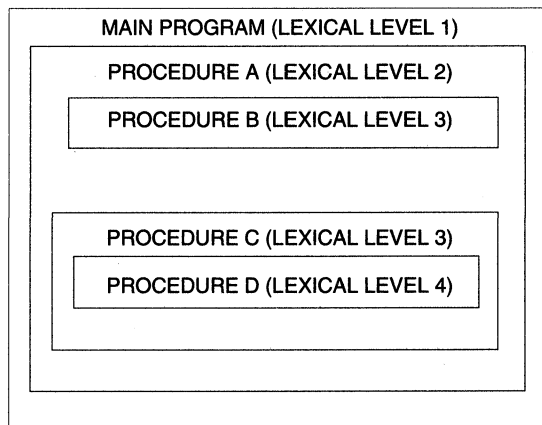 MAIN PROGRAM (LEXICAL LEVEL 1)
PROCEDURE A (LEXICAL LEVEL 2)
PROCEDURE B (LEXICAL LEVEL 3)
PROCEDURE C (LEXICAL LEVEL 3)
PROCEDURE D (LEXICAL LEVEL 4)